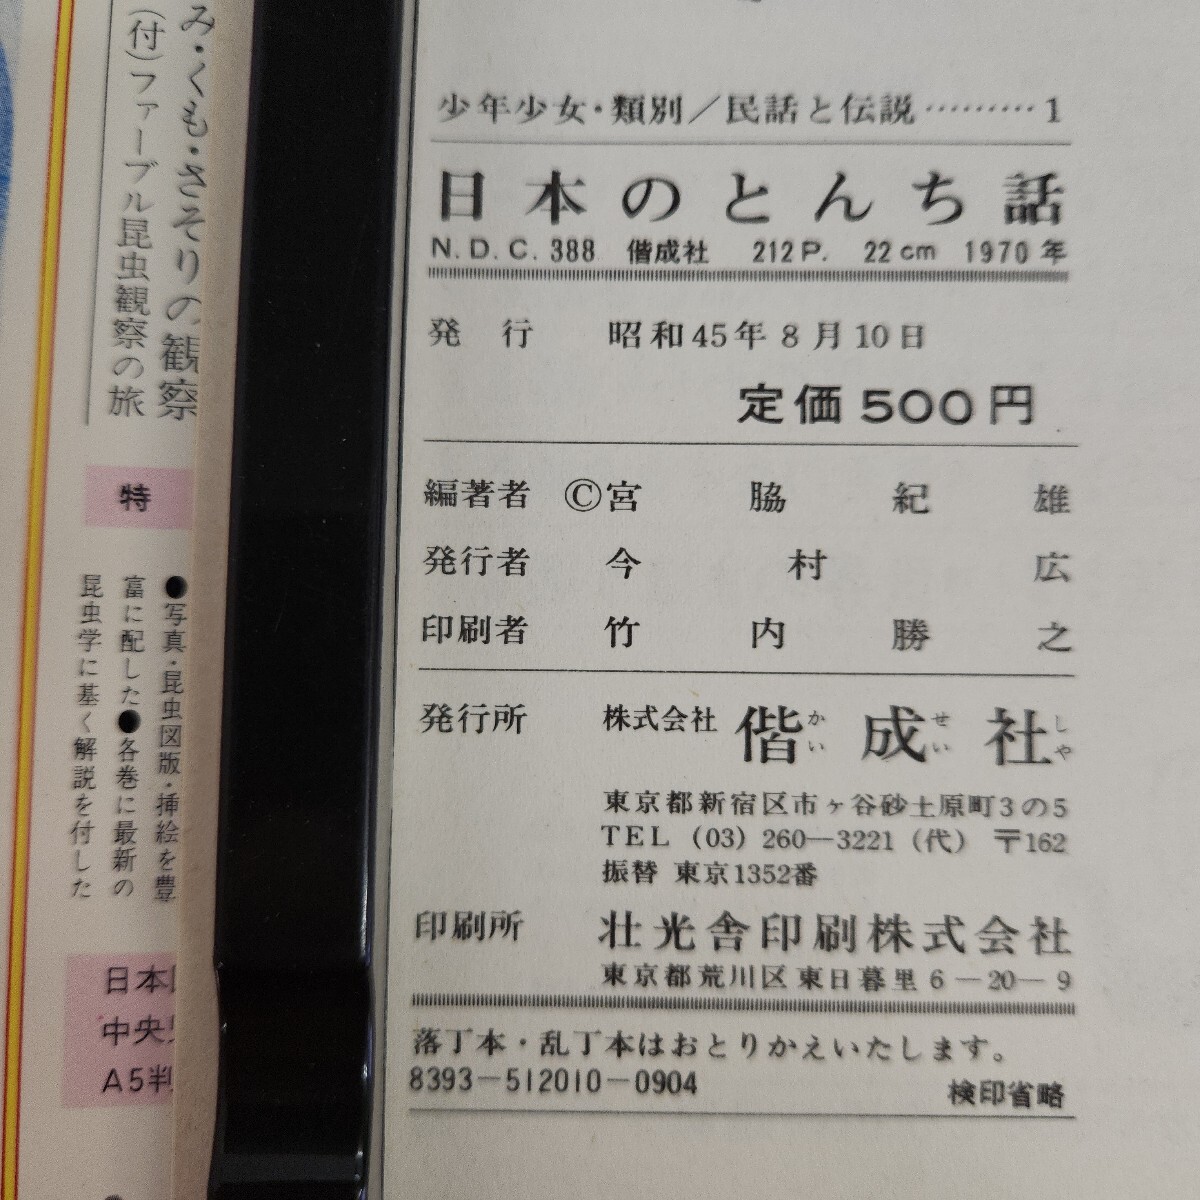 少年少女・類別／民話と伝説………1
日本のとんち話
N.D.C.388 偕成社 212P. 22cm 1970年
発行 昭和45年8月10日
定価500円
編著者 ©宮脇紀雄
発行者 今村広
印刷者 竹内勝之
発行所 株式会社 偕成社
かい せい しや
東京都新宿区市ヶ谷砂土原町3の5
TEL (03) 260―3221 (代) 〒162
振替 東京1352番
印刷所 壮光舎印刷株式会社
東京都荒川区東日暮里6―20―9
落丁本・乱丁本はおとりかえいたします。
8393―512010―0904 検印省略
み・くも・さそりの観察
(付)ファーブル昆虫観察の旅
特
●写真・昆虫図版・挿絵を豊
富に配した●各巻に最新の
昆虫学に基く解説を付した
日本
中央
A5判